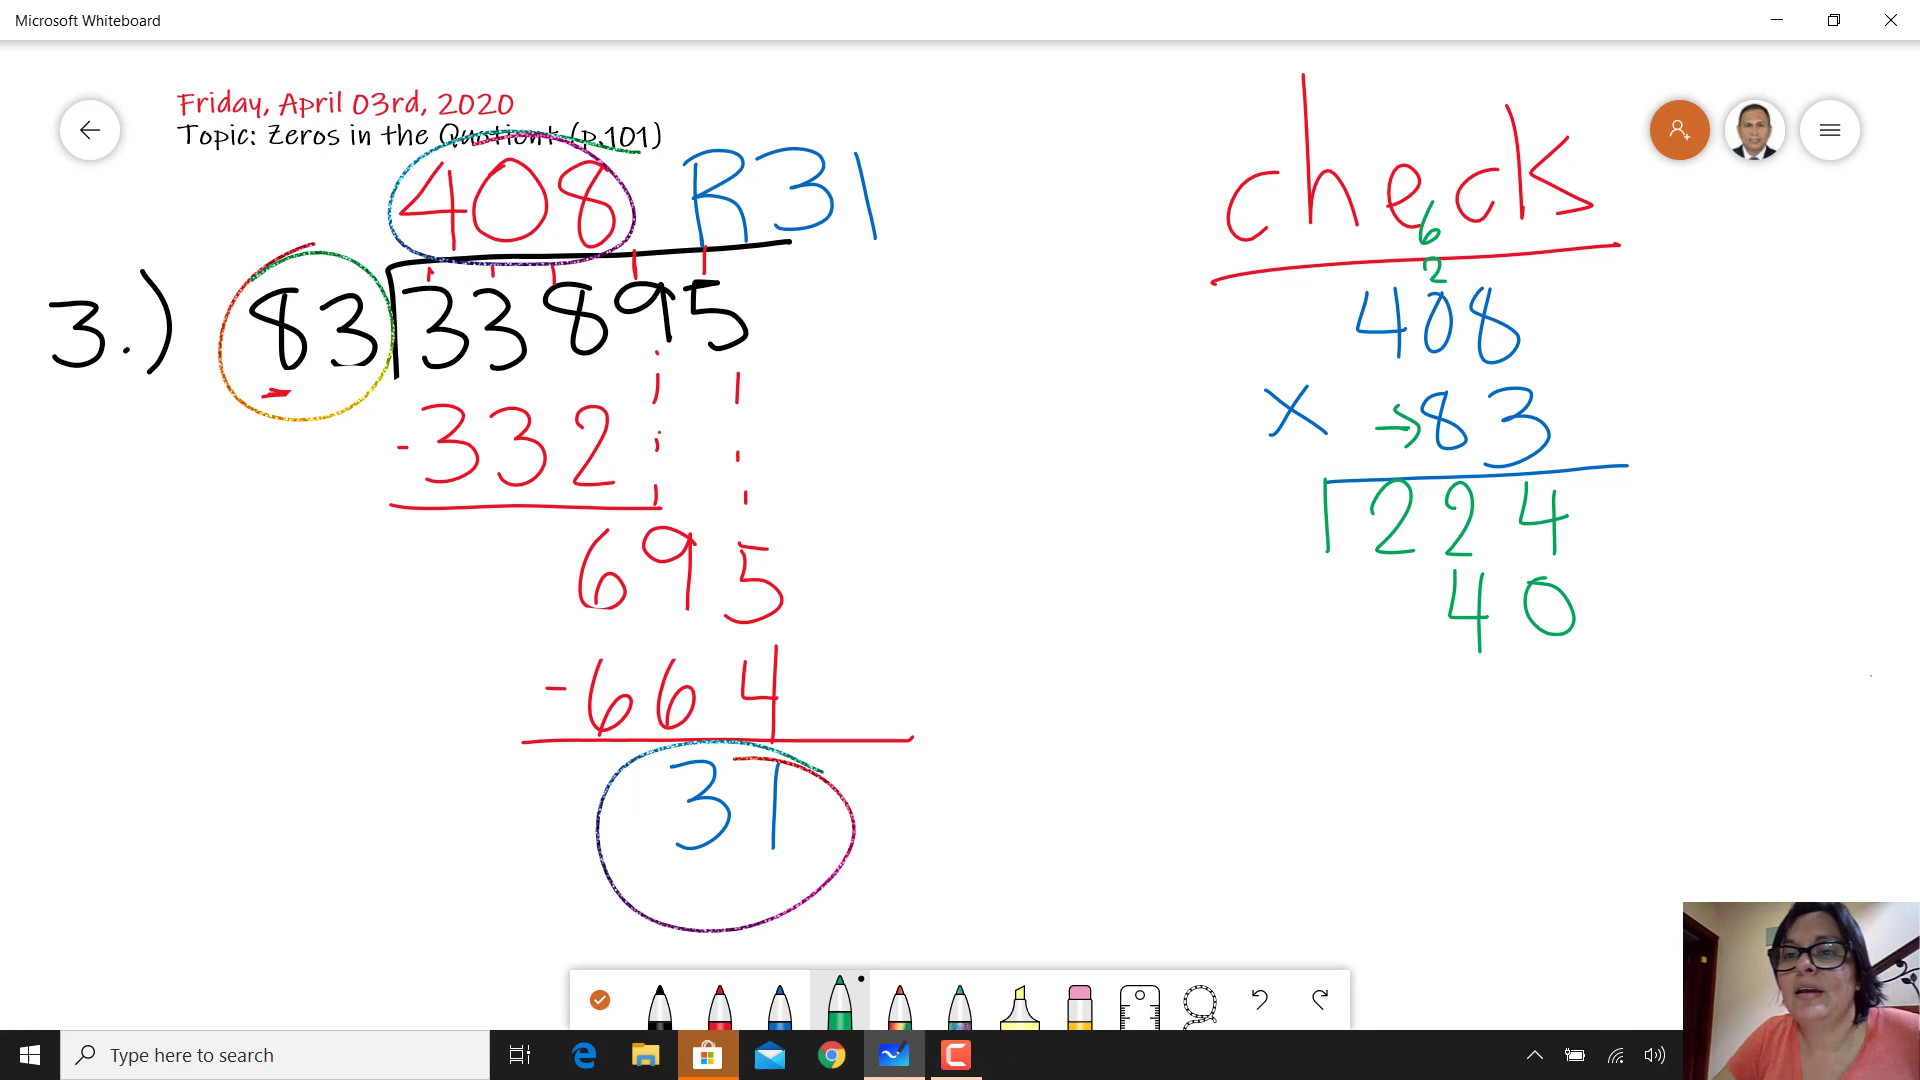 Microsoft Whiteboard
Friday, April 03rd, 2020
Topic: Zeros in the Quotient (p.101)
408 R31
3.) 83 33895
-332
695
-664
31
check
6
2
408
x →83
1224
40
Type here to search